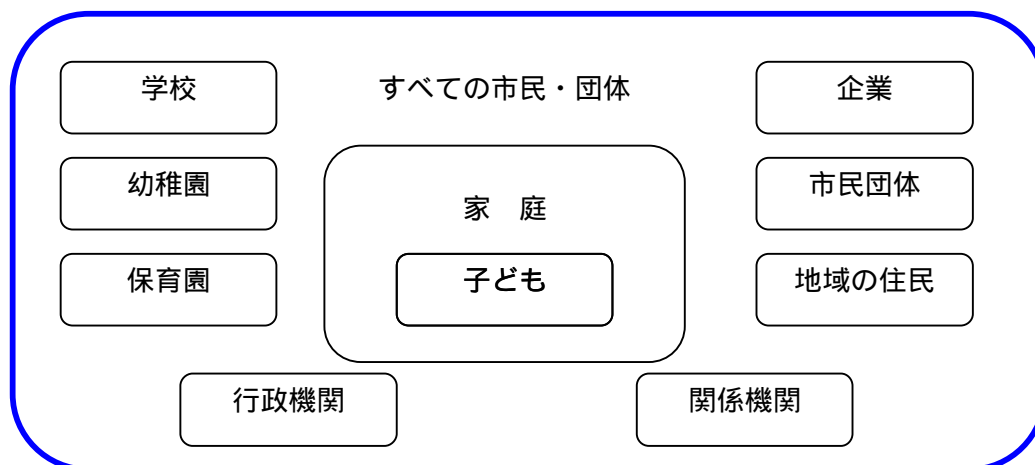 学校
すべての市民・団体
企業
幼稚園
市民団体
家　庭
保育園
子ども
地域の住民
行政機関
関係機関